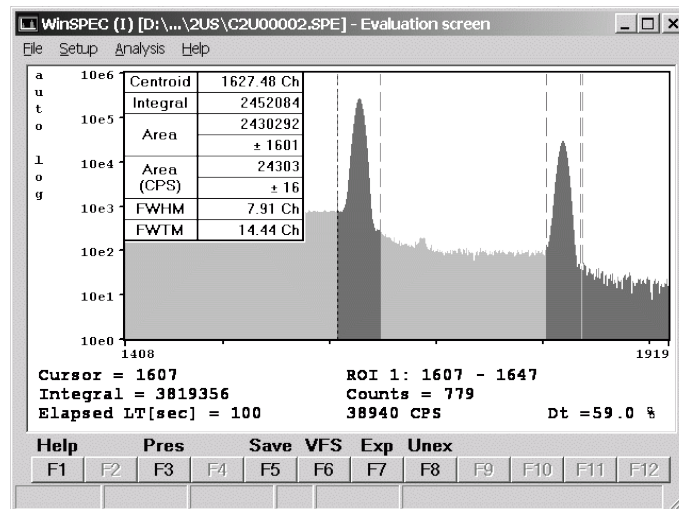 WinSPEC (I) [D:\...\2US\C2U00002.SPE] - Evaluation screen
File Setup Analysis Help
auto log
10e6
10e5
10e4
10e3
10e2
10e1
10e0
Centroid 1627.48 Ch
Integral 2452084
Area 2430292
± 1601
Area (CPS) 24303
± 16
FWHM 7.91 Ch
FWTM 14.44 Ch
1408 1919
Cursor = 1607 ROI 1: 1607 - 1647
Integral = 3819356 Counts = 779
Elapsed LT[sec] = 100 38940 CPS Dt =59.0 %
Help Pres Save VFS Exp Unex
F1 F2 F3 F4 F5 F6 F7 F8 F9 F10 F11 F12